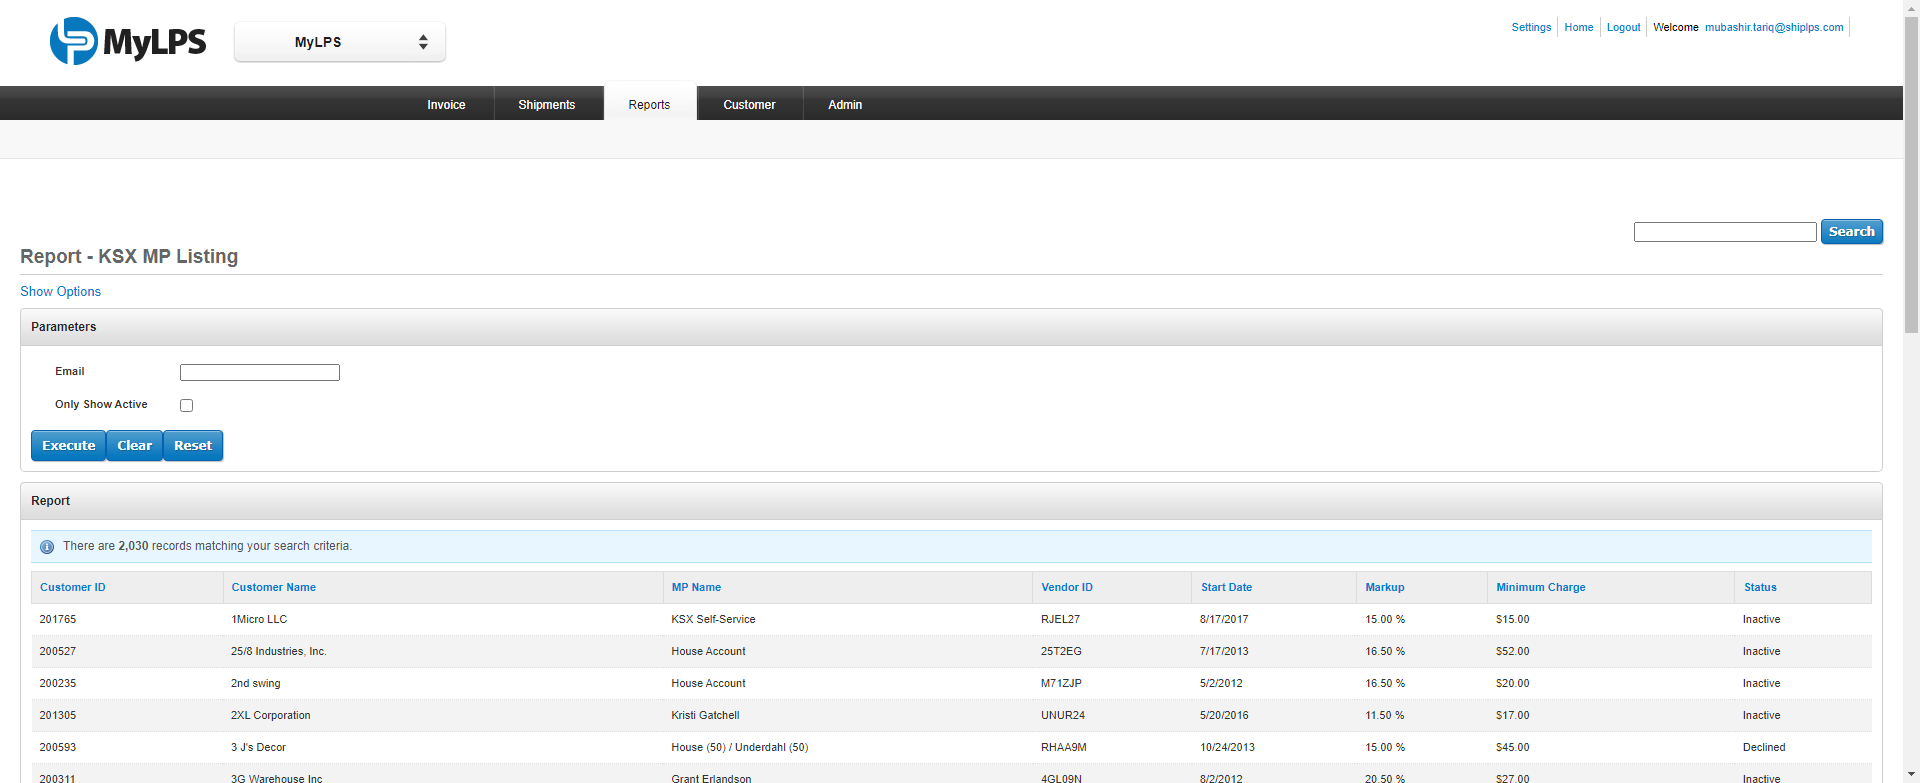 MyLPS
MyLPS
Settings Home Logout Welcome mubashir.tariq@shiplps.com
Invoice Shipments Reports Customer Admin
Search
Report - KSX MP Listing
Show Options
Parameters
Email
Only Show Active
Execute Clear Reset
Report
There are 2,030 records matching your search criteria.
Customer ID Customer Name MP Name Vendor ID Start Date Markup Minimum Charge Status
201765 1Micro LLC KSX Self-Service RJEL27 8/17/2017 15.00 % $15.00 Inactive
200527 25/8 Industries, Inc. House Account 25T2EG 7/17/2013 16.50 % $52.00 Inactive
200235 2nd swing House Account M71ZJP 5/2/2012 16.50 % $20.00 Inactive
201305 2XL Corporation Kristi Gatchell UNUR24 5/20/2016 11.50 % $17.00 Inactive
200593 3 J's Decor House (50) / Underdahl (50) RHAA9M 10/24/2013 15.00 % $45.00 Declined
200311 3G Warehouse Inc Grant Erlandson 4GL09N 8/2/2012 20.50 % $27.00 Inactive